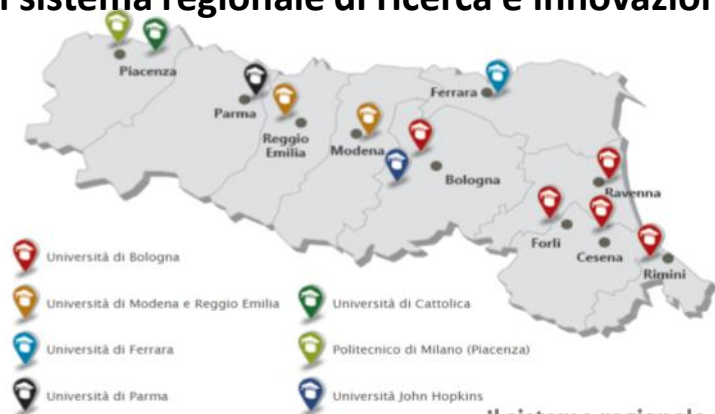 l sistema regionale di ricerca e innovazion
Piacenza
Parma
Reggio
Emilia
Modena
Ferrara
Bologna
Ravenna
Forlì
Cesena
Rimini
Università di Bologna
Università di Modena e Reggio Emilia
Università di Cattolica
Università di Ferrara
Politecnico di Milano (Piacenza)
Università di Parma
Università John Hopkins
Il sistema regionale